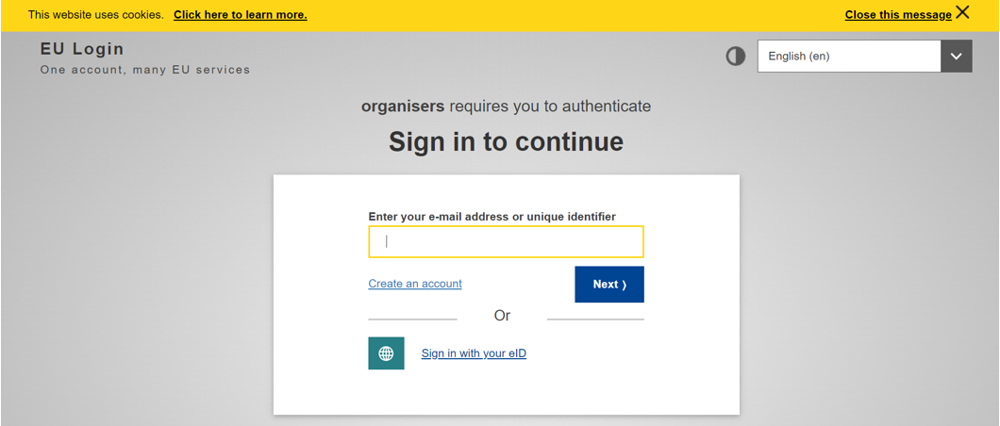 This website uses cookies. Click here to learn more. Close this message
EU Login
One account, many EU services
English (en)
organisers requires you to authenticate
Sign in to continue
Enter your e-mail address or unique identifier
Create an account
Next ⟩
Or
Sign in with your eID